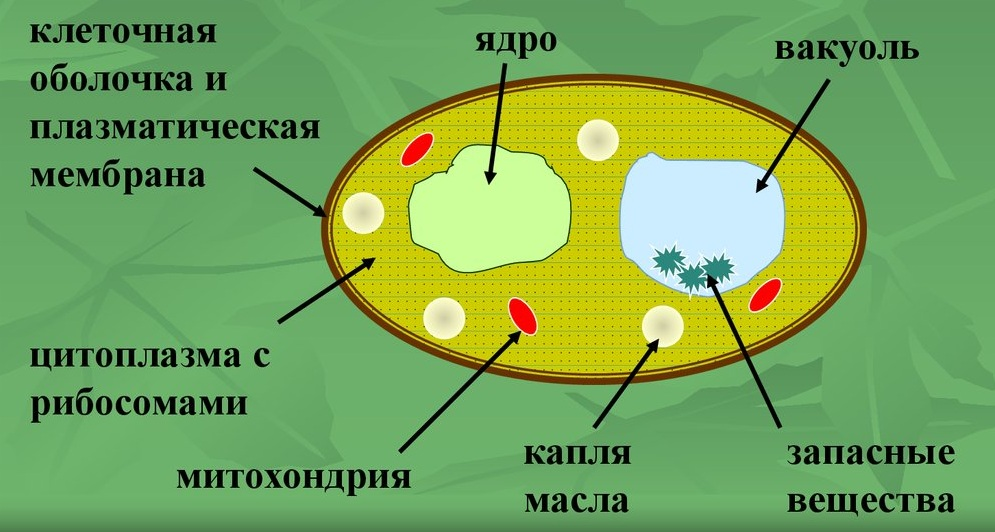 клеточная
оболочка и
плазматическая
мембрана
ядро
вакуоль
цитоплазма с
рибосомами
митохондрия
капля
масла
запасные
вещества